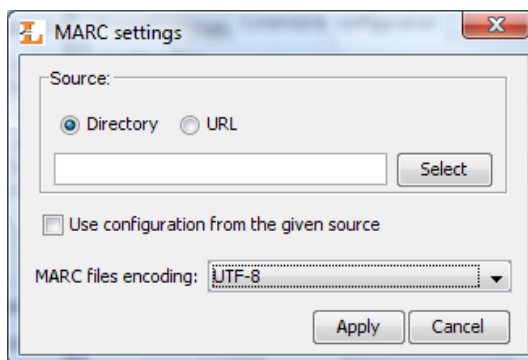 MARC settings
Source:
Directory URL
Select
Use configuration from the given source
MARC files encoding: UTF-8
Apply Cancel